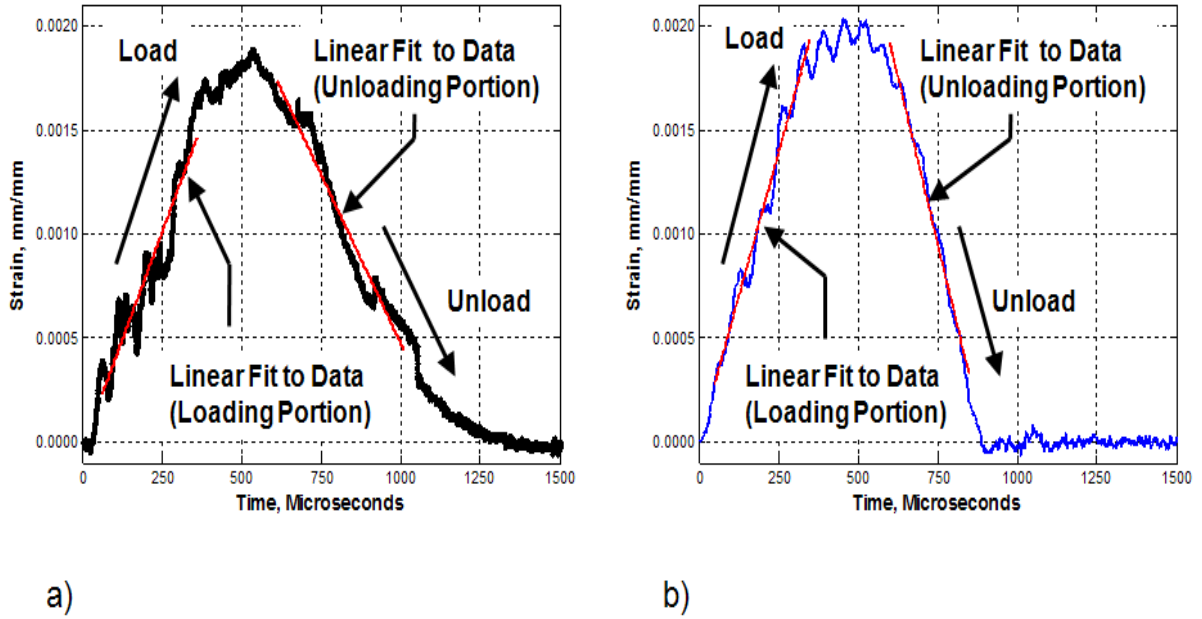 0.0020
0.0015
0.0010
0.0005
0.0000
Strain, mm/mm
Load
Linear Fit to Data
(Unloading Portion)
Unload
Linear Fit to Data
(Loading Portion)
0 250 500 750 1000 1250 1500
Time, Microseconds
a)
0.0020
0.0015
0.0010
0.0005
0.0000
Strain, mm/mm
Load
Linear Fit to Data
(Unloading Portion)
Unload
Linear Fit to Data
(Loading Portion)
0 250 500 750 1000 1250 1500
Time, Microseconds
b)